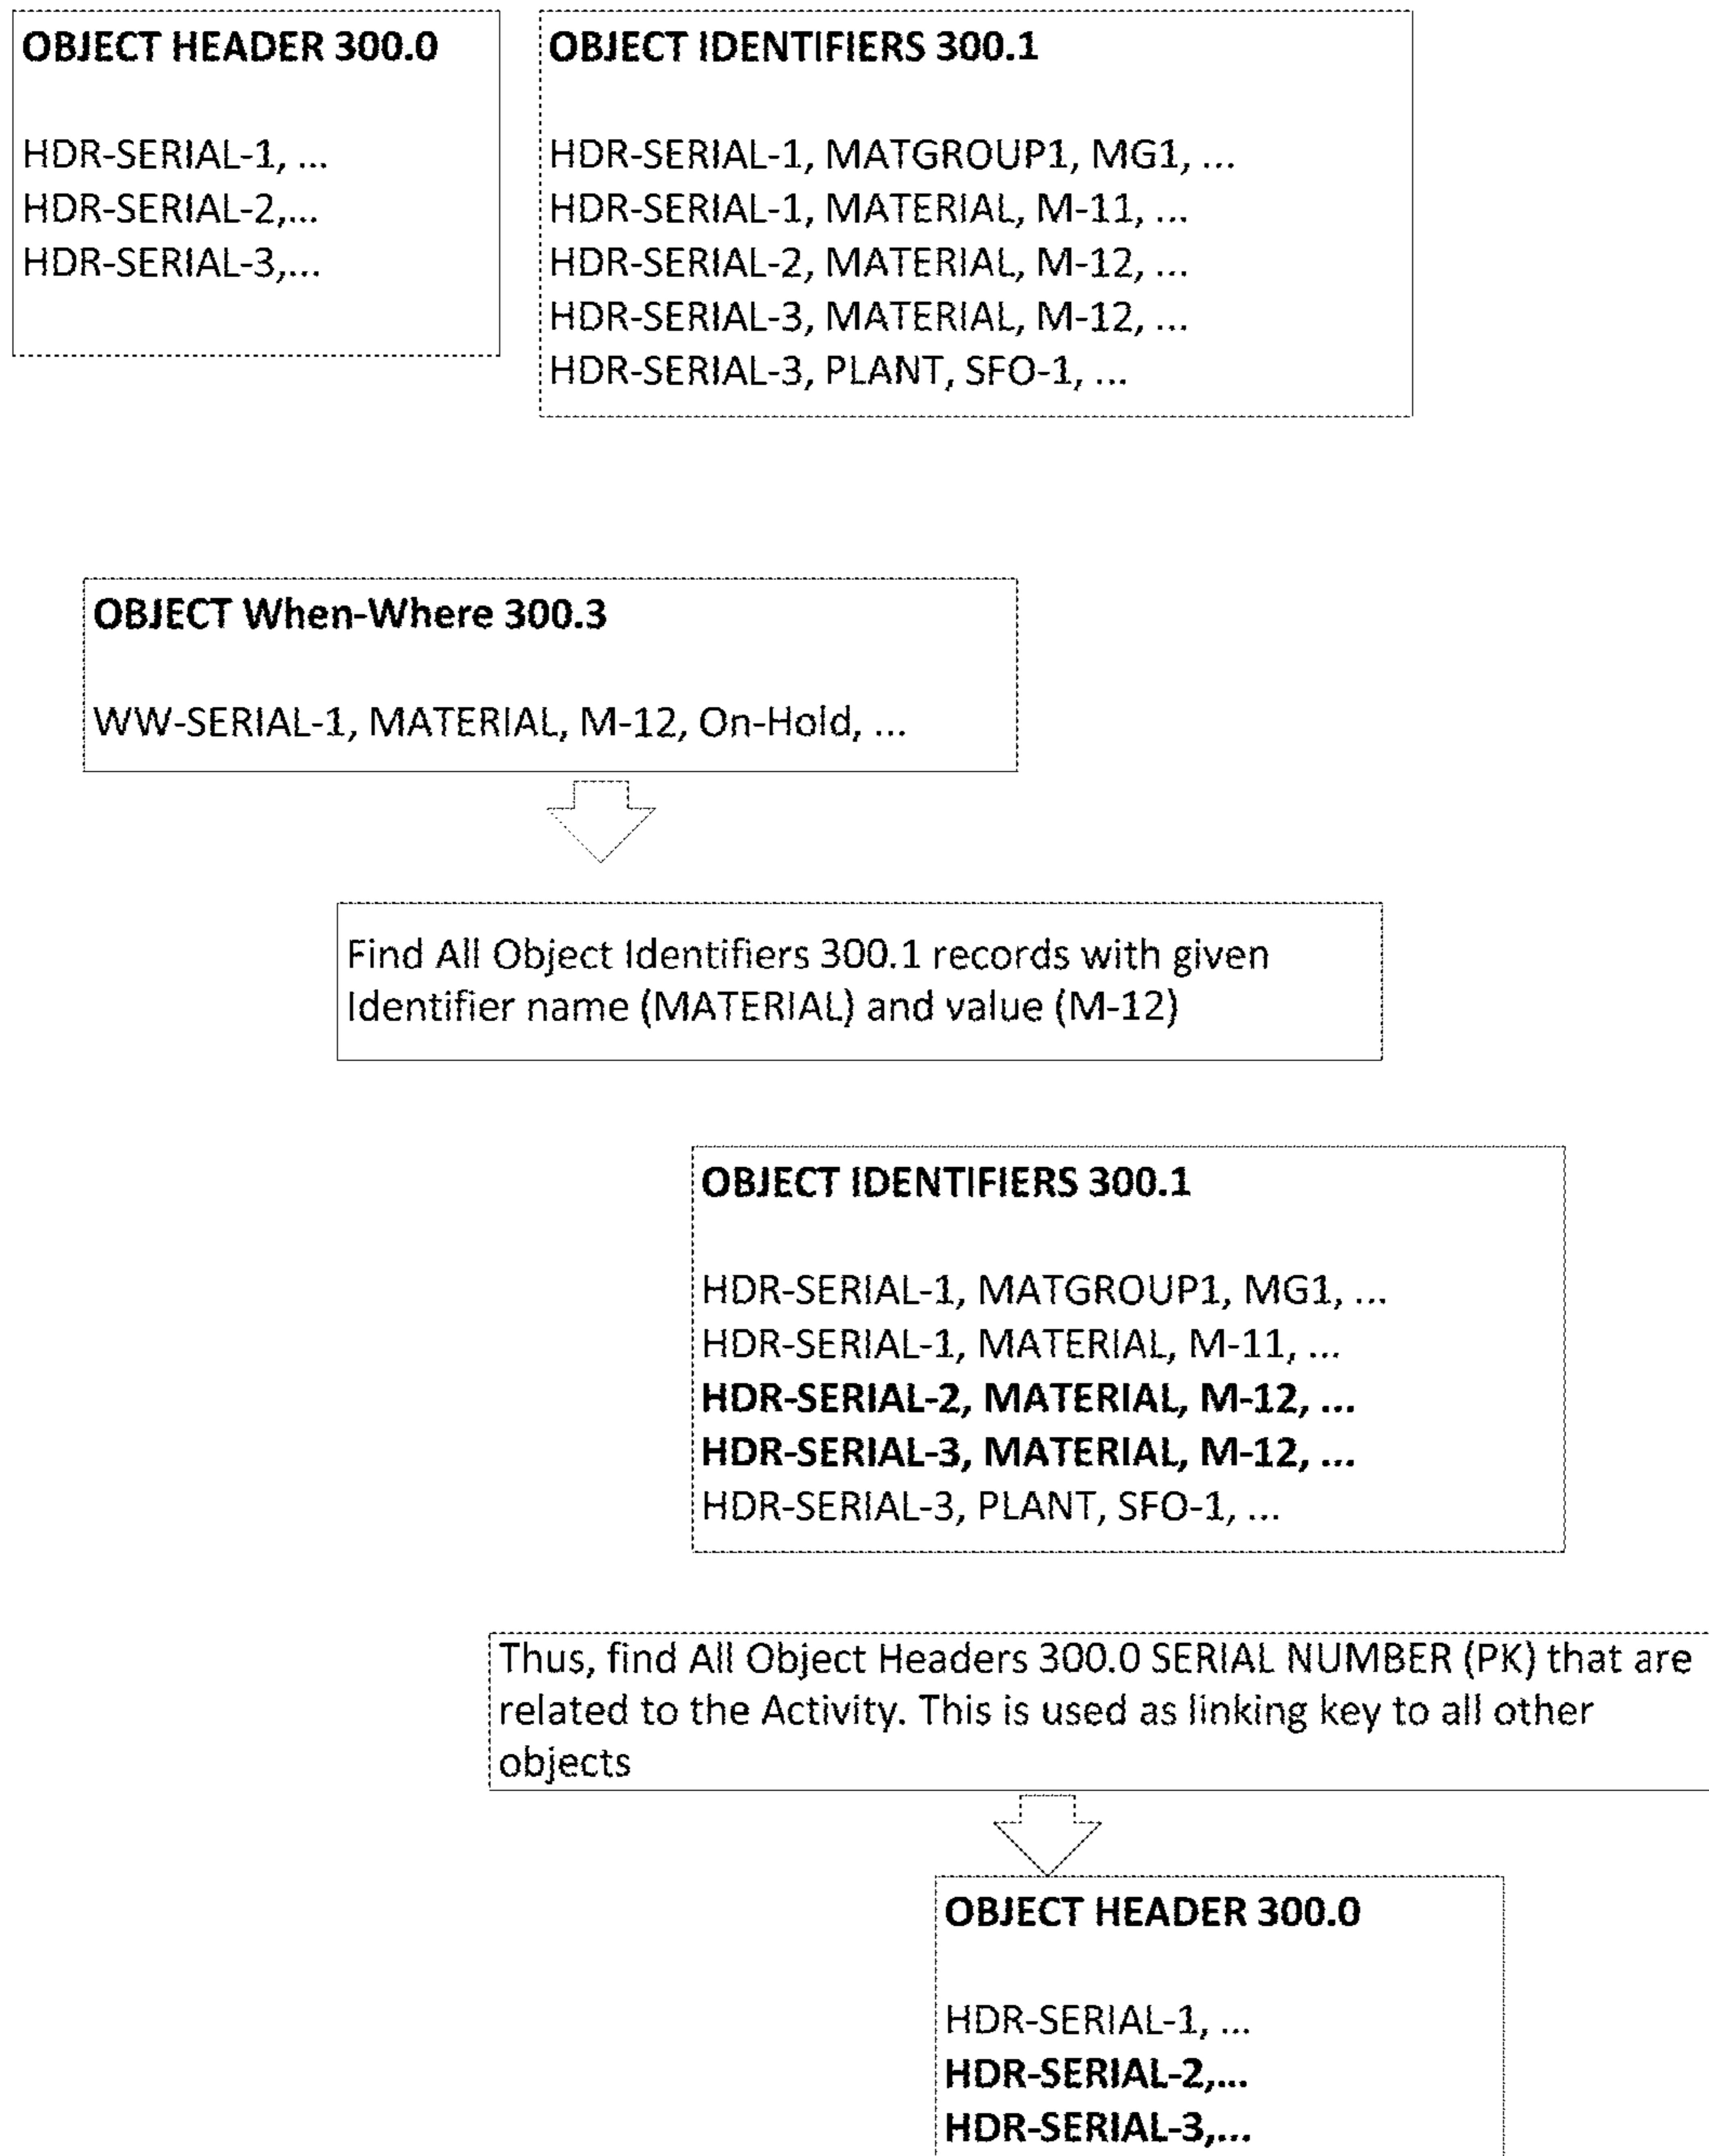 OBJECT HEADER 300.0
HDR-SERIAL-1, ...
HDR-SERIAL-2,...
HDR-SERIAL-3,...
OBJECT IDENTIFIERS 300.1
HDR-SERIAL-1, MATGROUP1, MG1, ...
HDR-SERIAL-1, MATERIAL, M-11, ...
HDR-SERIAL-2, MATERIAL, M-12, ...
HDR-SERIAL-3, MATERIAL, M-12, ...
HDR-SERIAL-3, PLANT, SFO-1, ...
OBJECT When-Where 300.3
WW-SERIAL-1, MATERIAL, M-12, On-Hold, ...
Find All Object Identifiers 300.1 records with given
Identifier name (MATERIAL) and value (M-12)
OBJECT IDENTIFIERS 300.1
HDR-SERIAL-1, MATGROUP1, MG1, ...
HDR-SERIAL-1, MATERIAL, M-11, ...
HDR-SERIAL-2, MATERIAL, M-12, ...
HDR-SERIAL-3, MATERIAL, M-12, ...
HDR-SERIAL-3, PLANT, SFO-1, ...
Thus, find All Object Headers 300.0 SERIAL NUMBER (PK) that are
related to the Activity. This is used as linking key to all other
objects
OBJECT HEADER 300.0
HDR-SERIAL-1, ...
HDR-SERIAL-2,...
HDR-SERIAL-3,...